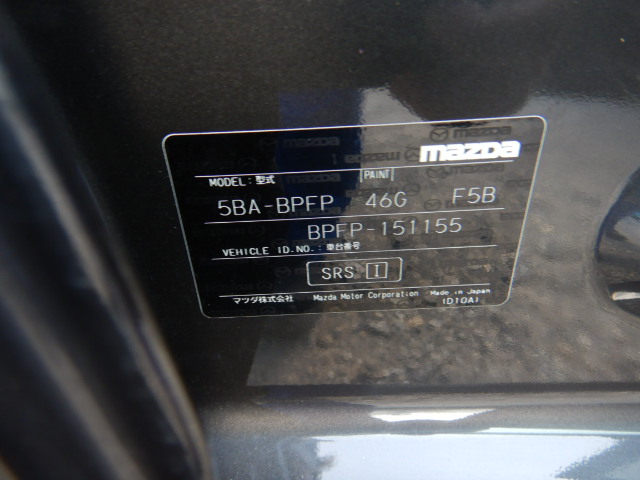 mazda
MODEL:型式 PAINT
5BA-BPFP 46G F5B
BPFP-151155
VEHICLE ID.NO.:車台番号
SRS [I]
マツダ株式会社 Mazda Motor Corporation Made in Japan
(D10A)